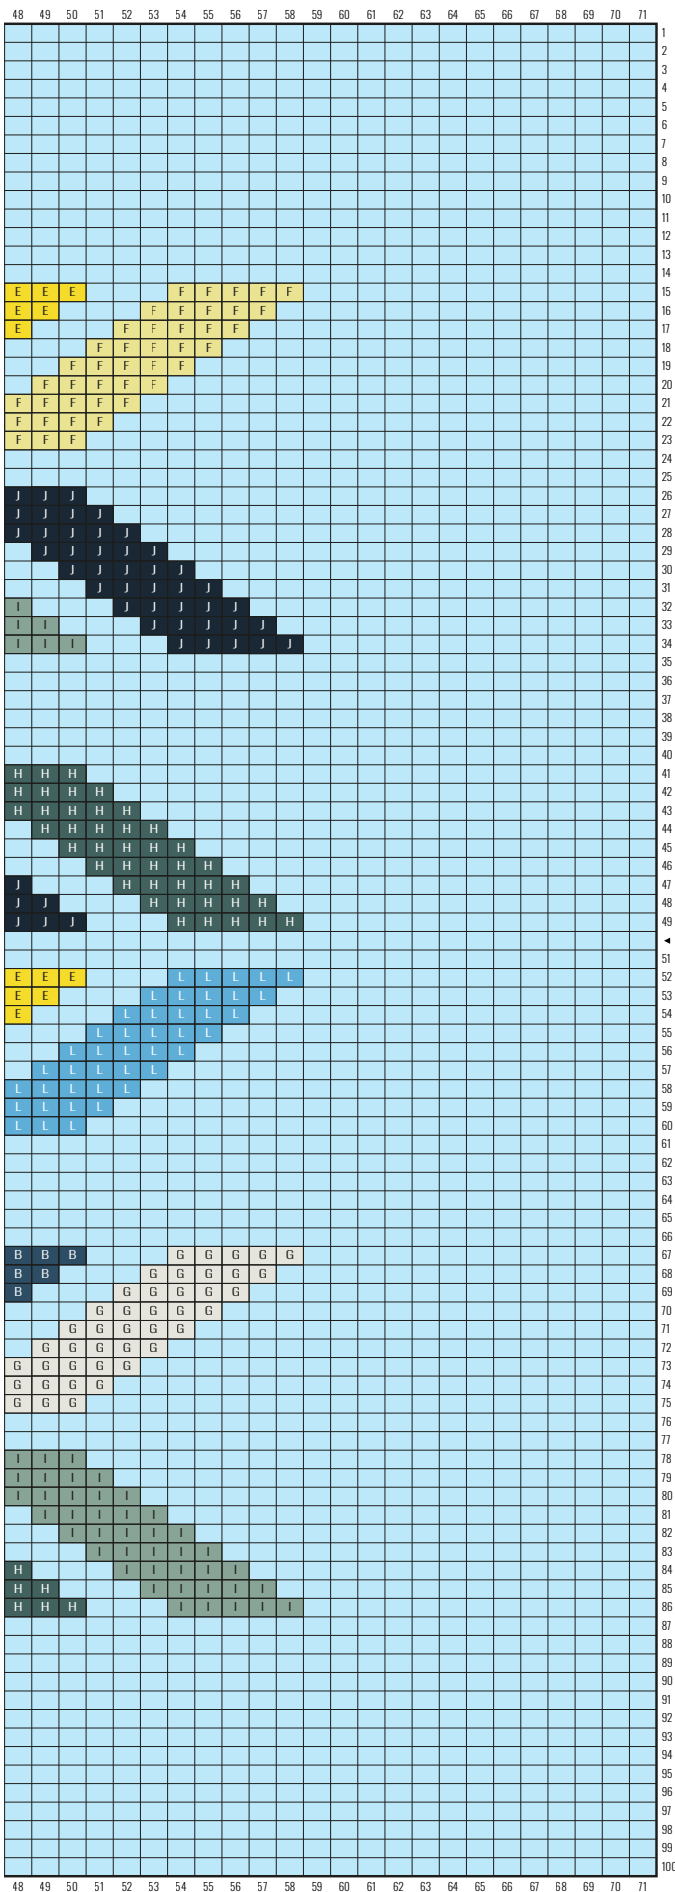 48 49 50 51 52 53 54 55 56 57 58 59 60 61 62 63 64 65 66 67 68 69 70 71
1
2
3
4
5
6
7
8
9
10
11
12
13
14
E E E F F F F F 15
E E F F F F F 16
E F F F F F 17
F F F F F 18
F F F F F 19
F F F F F 20
F F F F F 21
F F F F 22
F F F 23
24
25
J J J 26
J J J J 27
J J J J J 28
J J J J J 29
J J J J J 30
J J J J J 31
I J J J J J 32
I I J J J J J 33
I I I J J J J J 34
35
36
37
38
39
40
H H H 41
H H H H 42
H H H H H 43
H H H H H 44
H H H H H 45
H H H H H 46
J H H H H H 47
J J H H H H H 48
J J J H H H H H 49
◄
51
E E E L L L L L 52
E E L L L L L 53
E L L L L L 54
L L L L L 55
L L L L L 56
L L L L L 57
L L L L L 58
L L L L 59
L L L 60
61
62
63
64
65
66
B B B G G G G G 67
B B G G G G G 68
B G G G G G 69
G G G G G 70
G G G G G 71
G G G G G 72
G G G G G 73
G G G G 74
G G G 75
76
77
I I I 78
I I I I 79
I I I I I 80
I I I I I 81
I I I I I 82
I I I I I 83
H I I I I I 84
H H I I I I I 85
H H H I I I I I 86
87
88
89
90
91
92
93
94
95
96
97
98
99
100
48 49 50 51 52 53 54 55 56 57 58 59 60 61 62 63 64 65 66 67 68 69 70 71